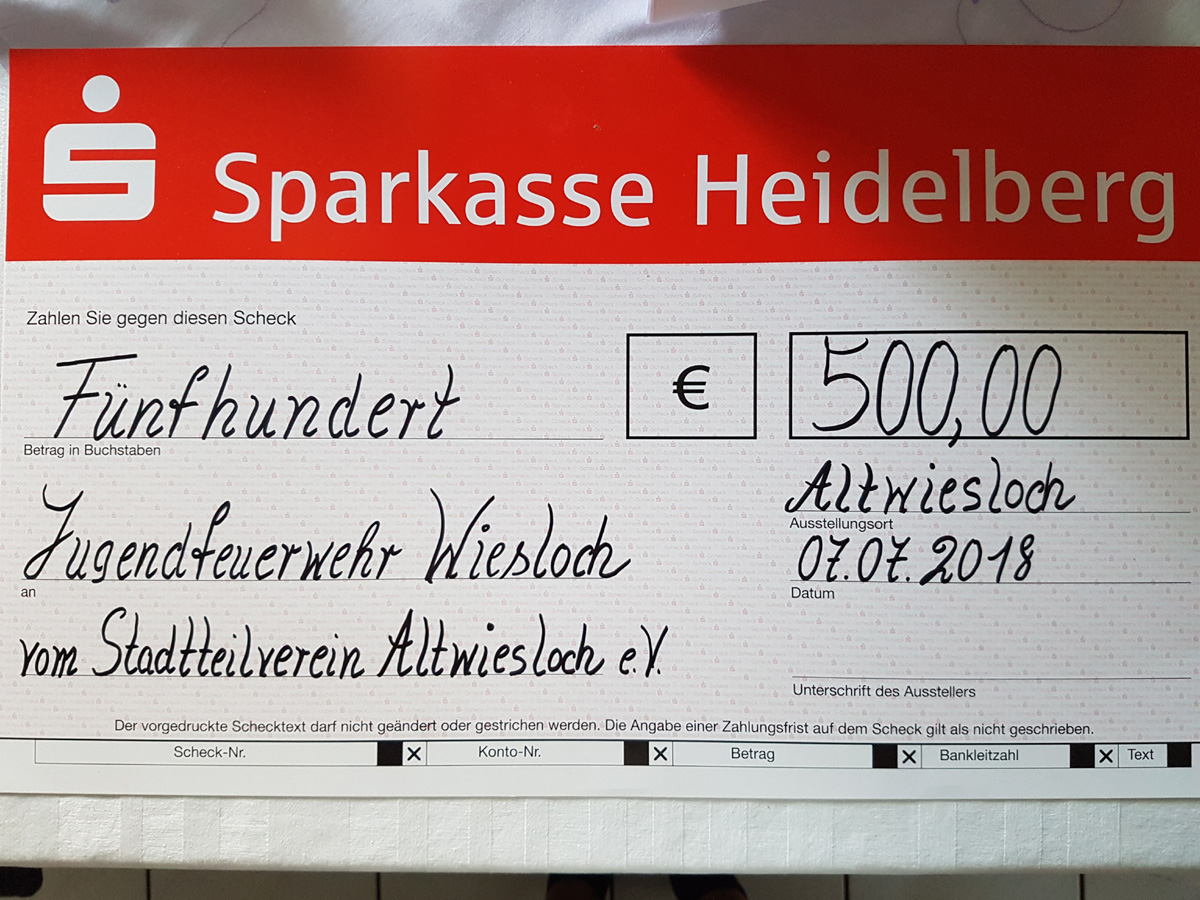 Sparkasse Heidelberg
Zahlen Sie gegen diesen Scheck
Fünfhundert
€
500,00
Betrag in Buchstaben
Altwiesloch
Ausstellungsort
Jugendfeuerwehr Wiesloch
07.07.2018
an
Datum
vom Stadtteilverein Altwiesloch e.V.
Unterschrift des Ausstellers
Der vorgedruckte Schecktext darf nicht geändert oder gestrichen werden. Die Angabe einer Zahlungsfrist auf dem Scheck gilt als nicht geschrieben.
Scheck-Nr. X Konto-Nr. X Betrag X Bankleitzahl X Text